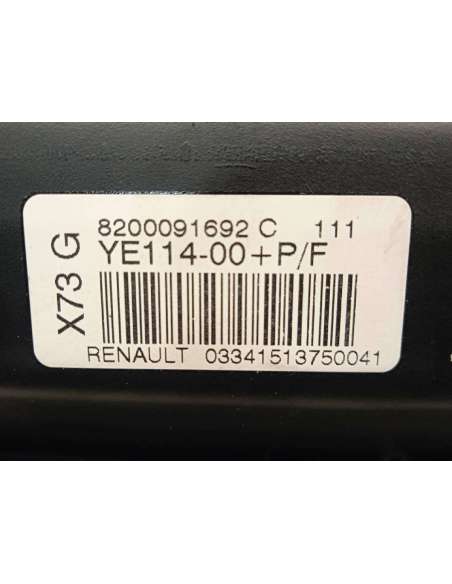 X73 G
8200091692 C 111
YE114-00+P/F
RENAULT 03341513750041